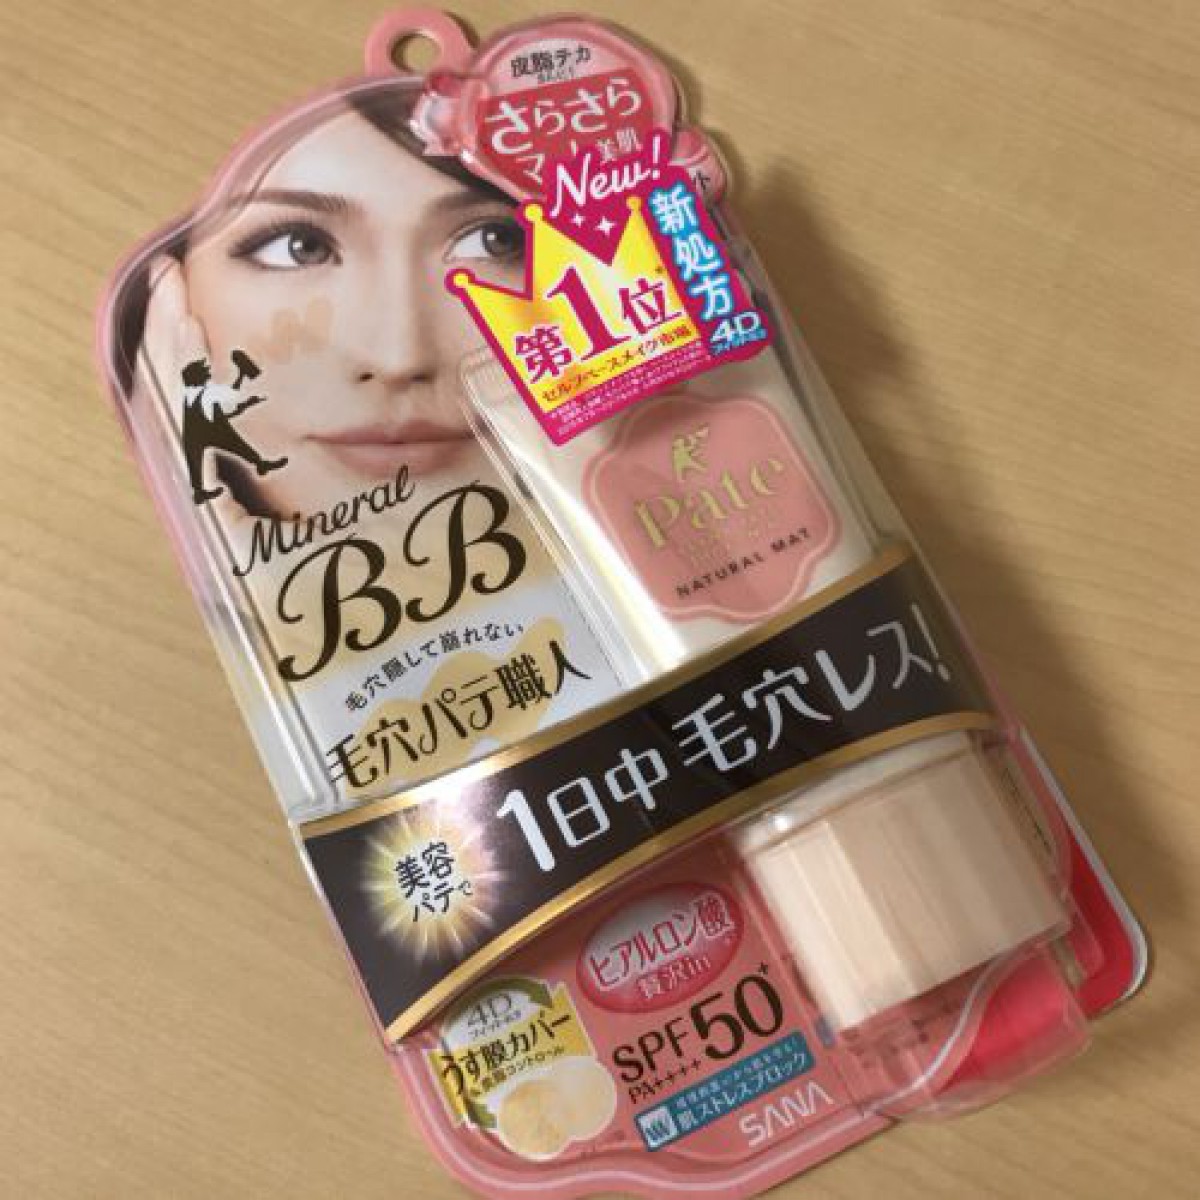 皮脂テカ
さらさら
美肌
New!
新処方
4D
第1位
セルフベースメイク市場
Pate
NATURAL MAT
Mineral
BB
毛穴隠して崩れない
毛穴パテ職人
1日中毛穴レス!
美容
パテで
ヒアルロン酸
贅沢in
4D
うす膜カバー
SPF50+
PA++++
肌ストレスブロック
SANA